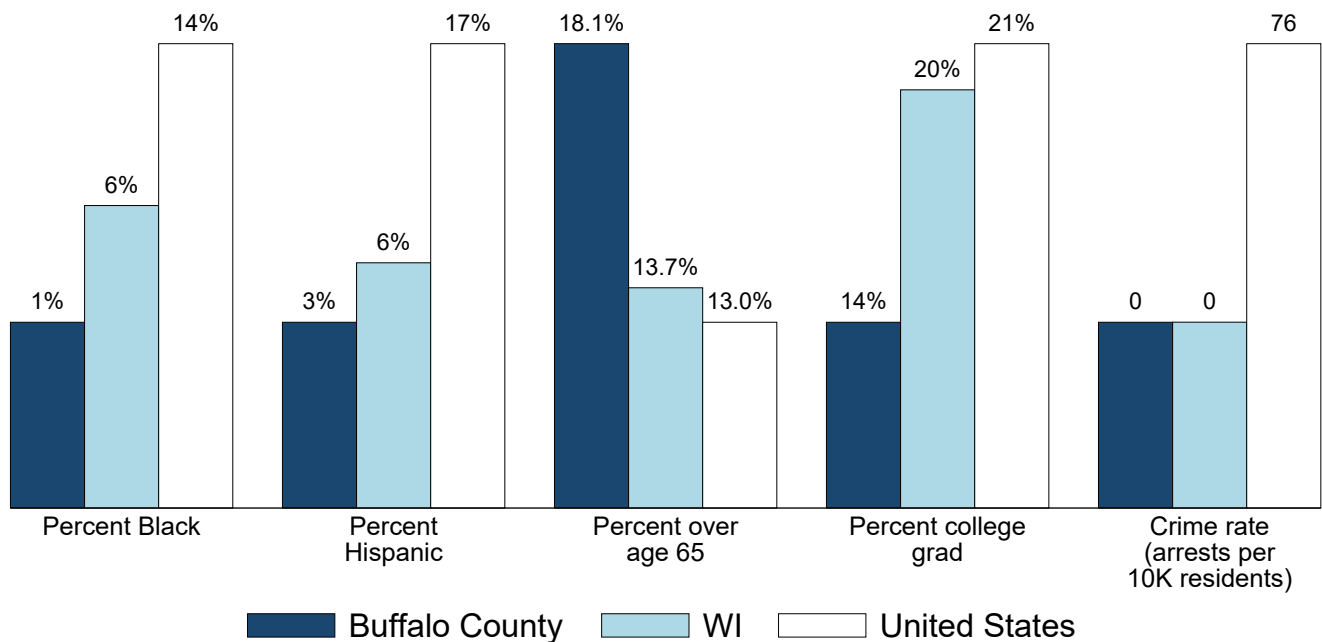 14%
17%
18.1%
21%
76
20%
6%
6%
13.7%
13.0%
1%
3%
14%
0
0
Percent Black
Percent
Hispanic
Percent over
age 65
Percent college
grad
Crime rate
(arrests per
10K residents)
Buffalo County
WI
United States